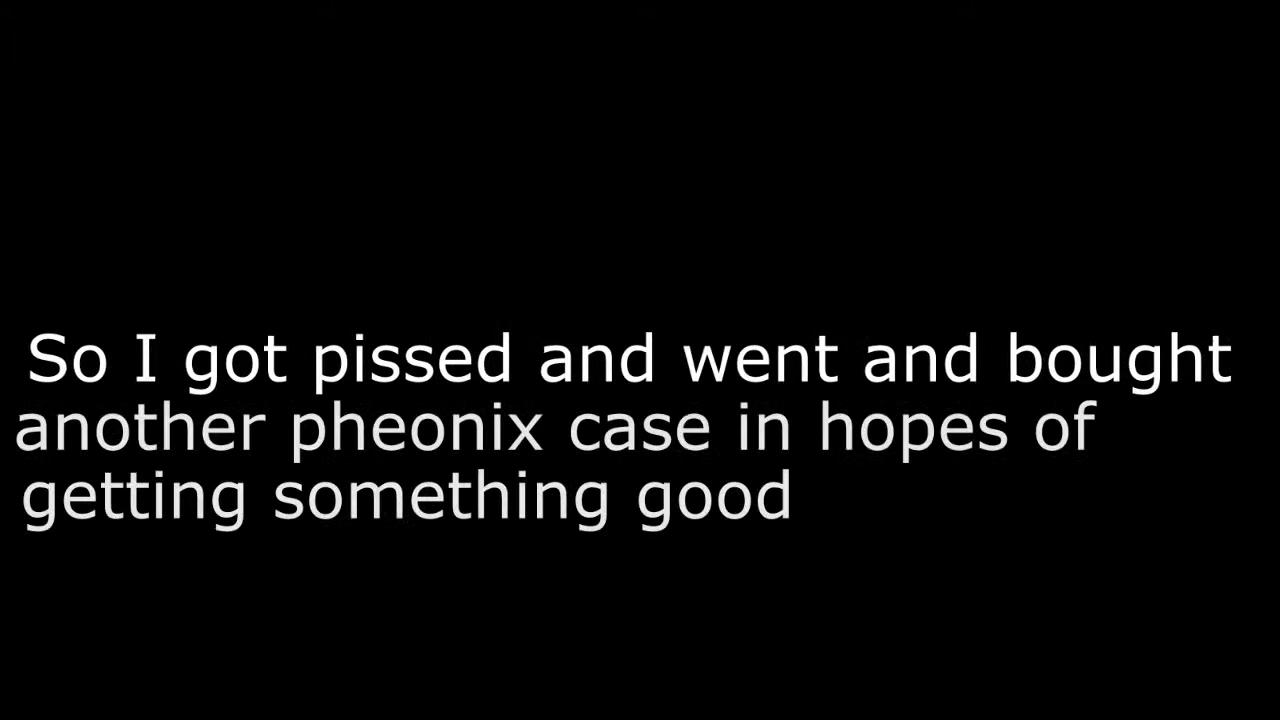 So I got pissed and went and bought
another pheonix case in hopes of
getting something good